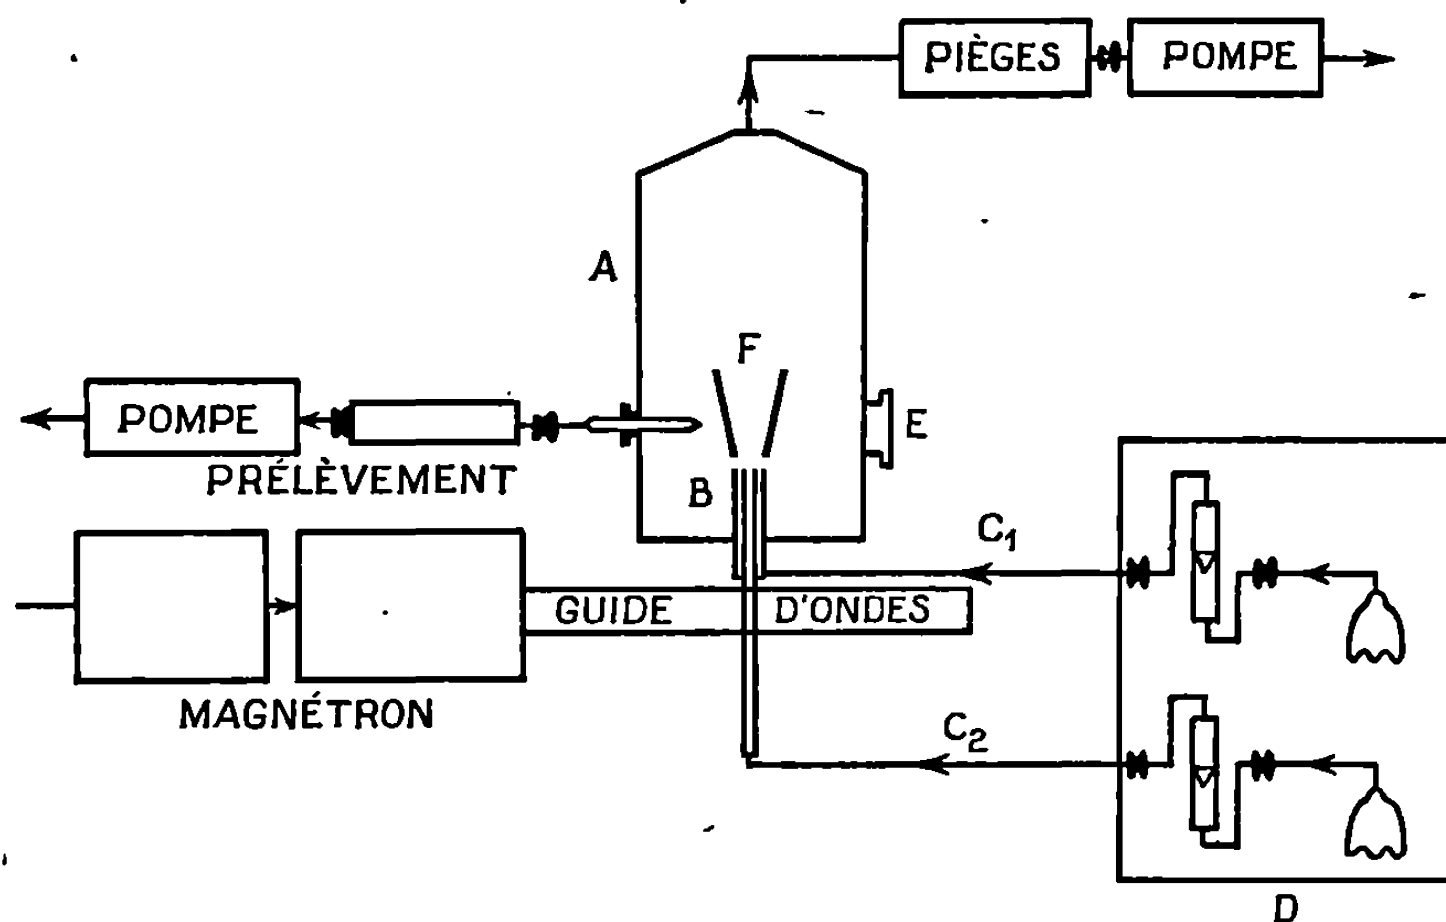 PIÈGES
POMPE
A
F
E
POMPE
PRÉLÈVEMENT
B
C1
GUIDE D'ONDES
MAGNÉTRON
C2
D